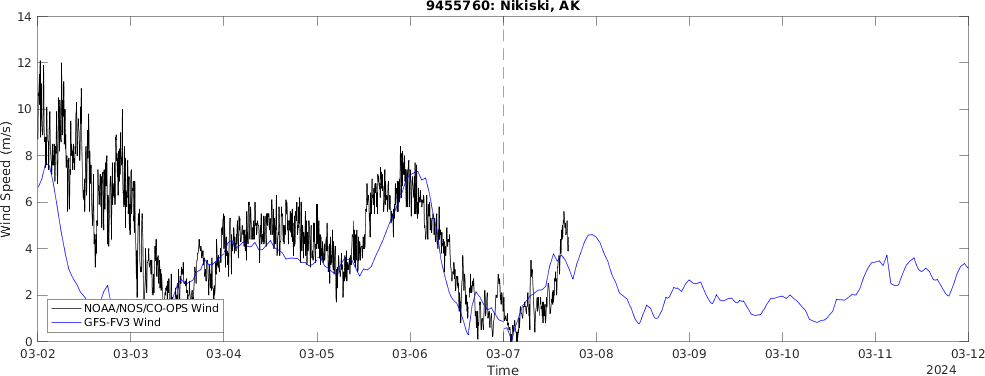 9455760: Nikiski, AK
14
12
10
8
6
4
2
0
Wind Speed (m/s)
NOAA/NOS/CO-OPS Wind
GFS-FV3 Wind
03-02 03-03 03-04 03-05 03-06 03-07 03-08 03-09 03-10 03-11 03-12
Time
2024